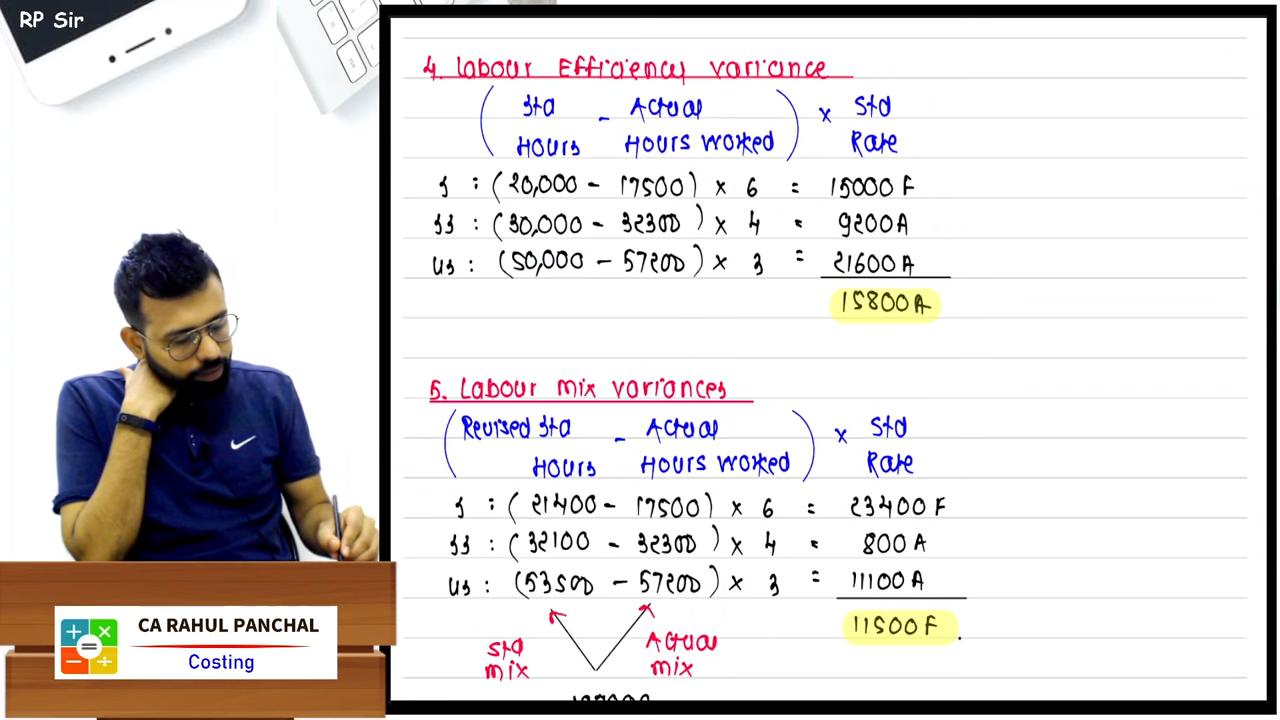 RP Sir
4. Labour Efficiency Variance
(Std Hours - Actual Hours Worked) × Std Rate
S : (20,000 - 17500) × 6 = 15000 F
SS : (30,000 - 32300) × 4 = 9200 A
US : (50,000 - 57200) × 3 = 21600 A
15800 A
5. Labour mix Variances
(Revised Std Hours - Actual Hours Worked) × Std Rate
S : (21400 - 17500) × 6 = 23400 F
SS : (32100 - 32300) × 4 = 800 A
US : (53500 - 57200) × 3 = 11100 A
11500 F
Std mix
Actual mix
CA RAHUL PANCHAL
Costing